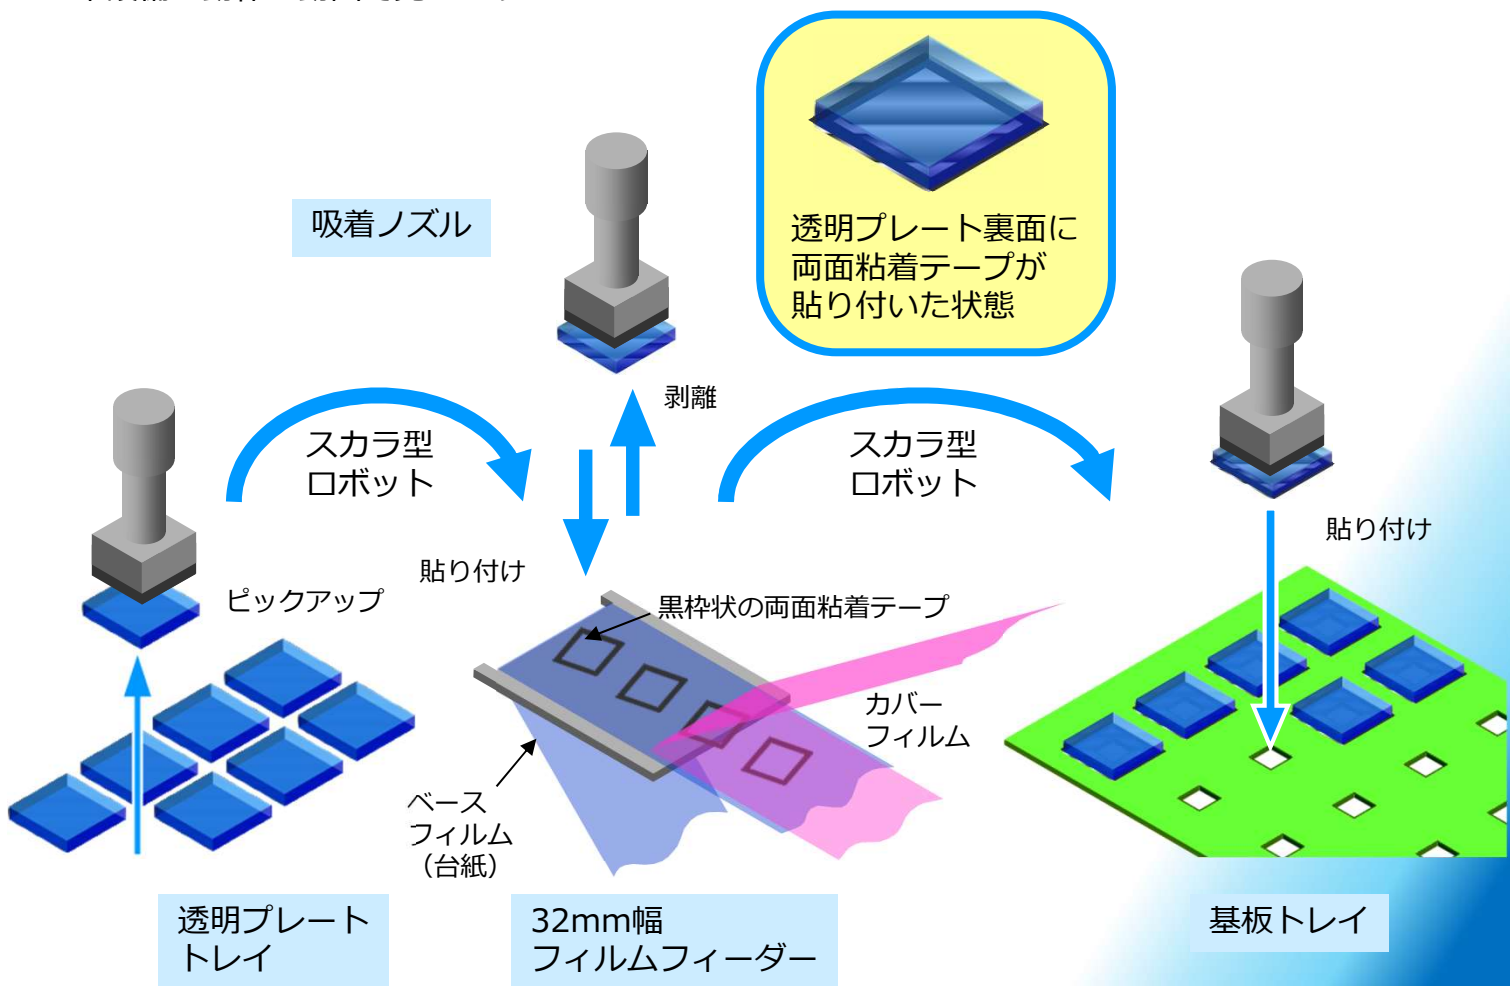 吸着ノズル
透明プレート裏面に
両面粘着テープが
貼り付いた状態
剥離
スカラ型
ロボット
スカラ型
ロボット
貼り付け
貼り付け
ピックアップ
黒枠状の両面粘着テープ
カバー
フィルム
ベース
フィルム
（台紙）
透明プレート
トレイ
32mm幅
フィルムフィーダー
基板トレイ